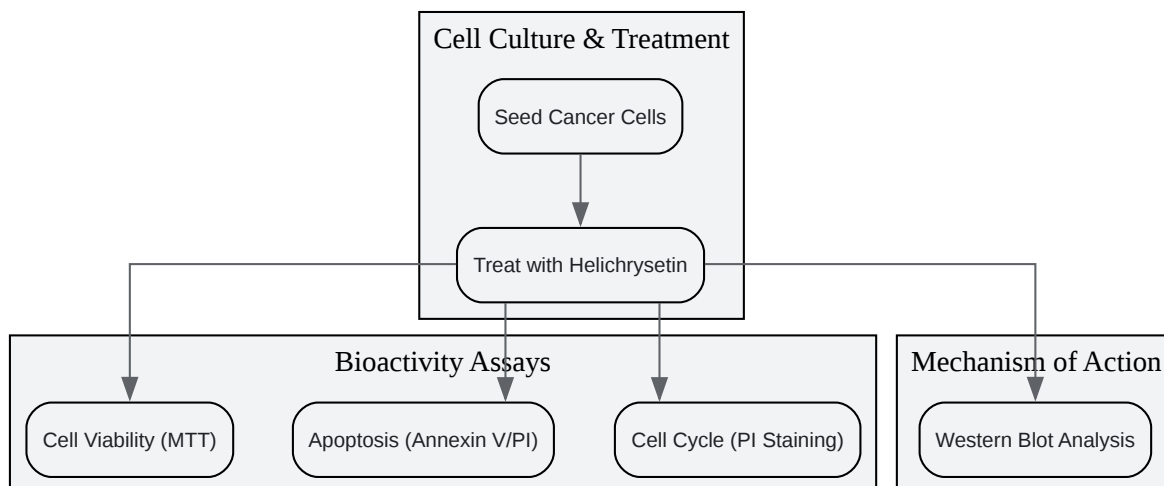 Cell Culture & Treatment
Seed Cancer Cells
Treat with Helichrysetin
Bioactivity Assays
Mechanism of Action
Cell Viability (MTT)
Apoptosis (Annexin V/PI)
Cell Cycle (PI Staining)
Western Blot Analysis